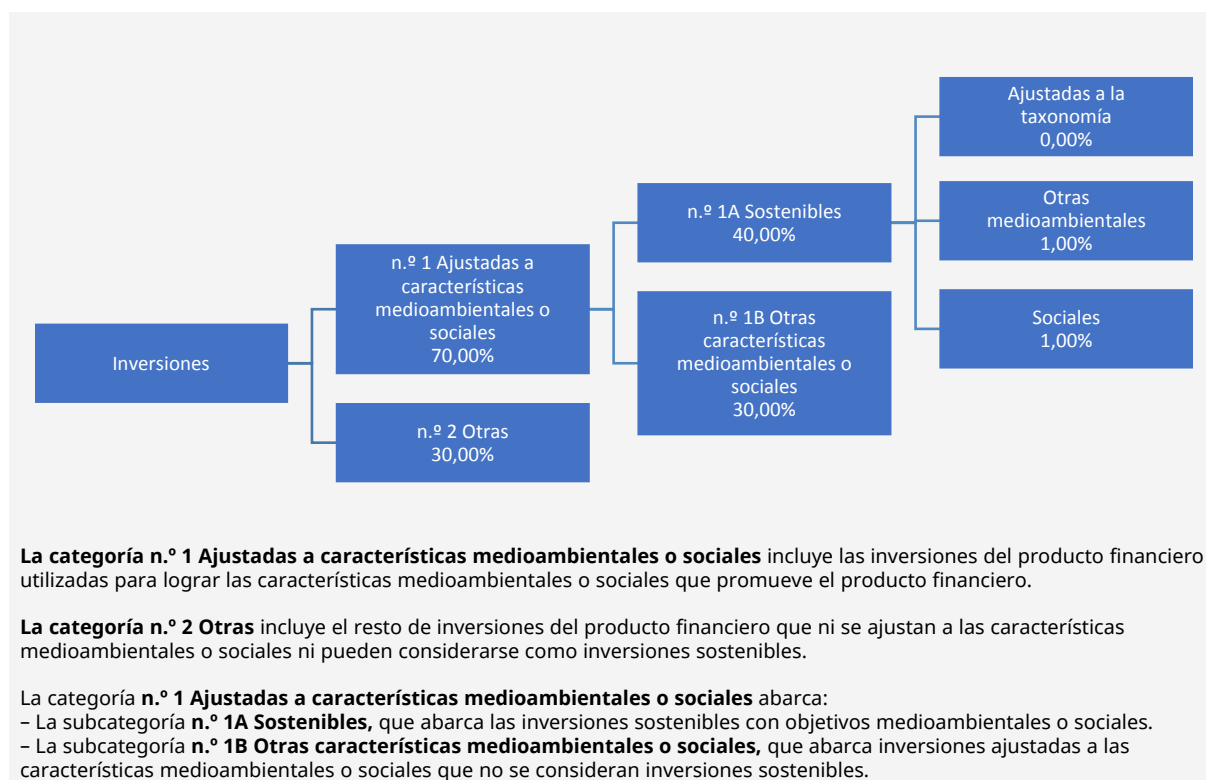 Inversiones
n.º 1 Ajustadas a
características
medioambientales o
sociales
70,00%
n.º 2 Otras
30,00%
n.º 1A Sostenibles
40,00%
n.º 1B Otras
características
medioambientales o
sociales
30,00%
Ajustadas a la
taxonomía
0,00%
Otras
medioambientales
1,00%
Sociales
1,00%
La categoría n.º 1 Ajustadas a características medioambientales o sociales incluye las inversiones del producto financiero
utilizadas para lograr las características medioambientales o sociales que promueve el producto financiero.
La categoría n.º 2 Otras incluye el resto de inversiones del producto financiero que ni se ajustan a las características
medioambientales o sociales ni pueden considerarse como inversiones sostenibles.
La categoría n.º 1 Ajustadas a características medioambientales o sociales abarca:
– La subcategoría n.º 1A Sostenibles, que abarca las inversiones sostenibles con objetivos medioambientales o sociales.
– La subcategoría n.º 1B Otras características medioambientales o sociales, que abarca inversiones ajustadas a las
características medioambientales o sociales que no se consideran inversiones sostenibles.